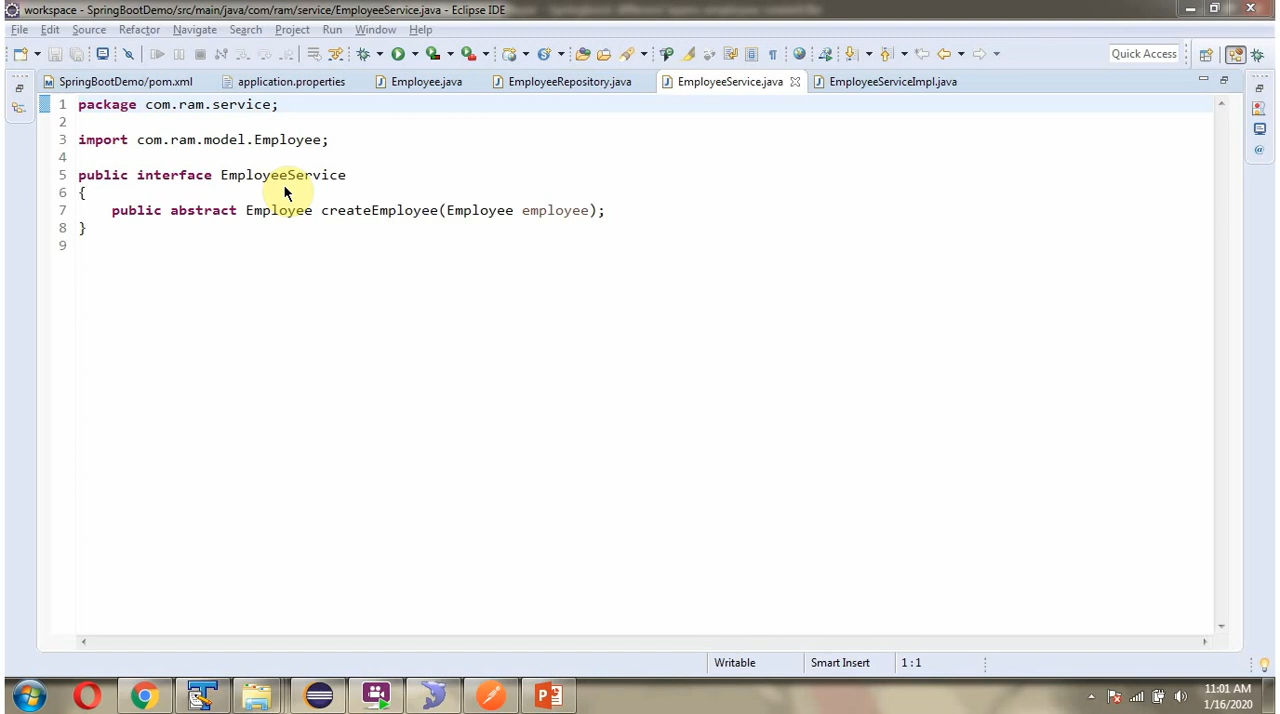 workspace - SpringBootDemo/src/main/java/com/ram/service/EmployeeService.java - Eclipse IDE
File Edit Source Refactor Navigate Search Project Run Window Help
Quick Access
SpringBootDemo/pom.xml application.properties Employee.java EmployeeRepository.java EmployeeService.java EmployeeServiceImpl.java
1 package com.ram.service;
2
3 import com.ram.model.Employee;
4
5 public interface EmployeeService
6 {
7 public abstract Employee createEmployee(Employee employee);
8 }
9
Writable Smart Insert 1 : 1
11:01 AM
1/16/2020